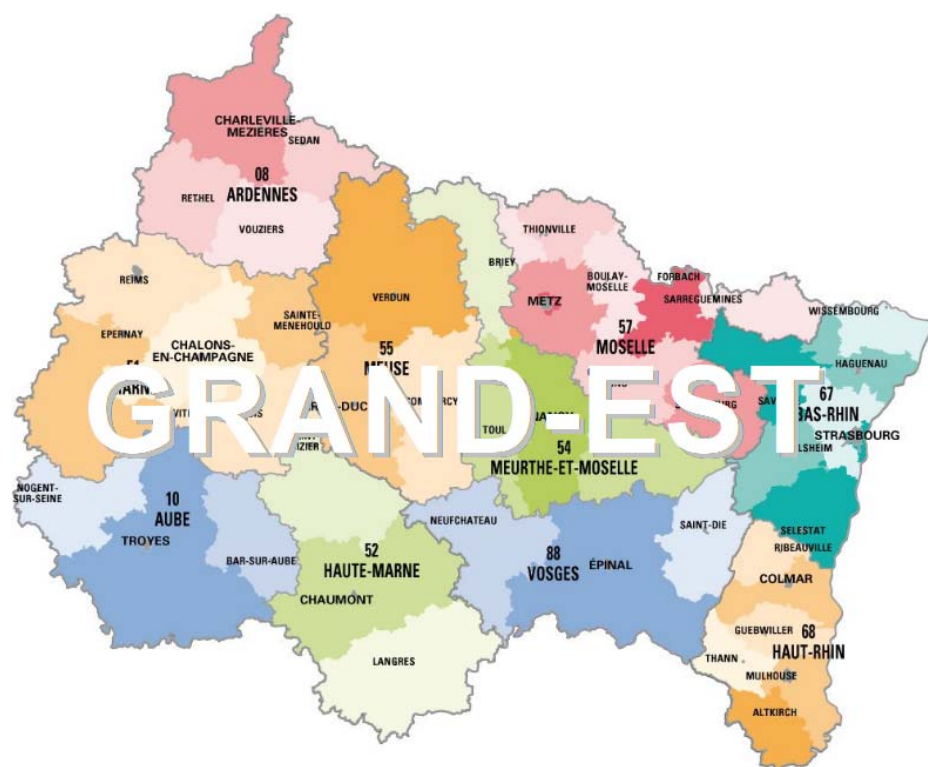 CHARLEVILLE-
MEZIÈRES
SEDAN
08
ARDENNES
RETHEL
VOUZIERS
THIONVILLE
BRIEY
BOULAY-
MOSELLE
FORBACH
REIMS
VERDUN
METZ
SARREGUEMINES
WISSEMBOURG
EPERNAY
SAINTE-
MENEHOULD
CHALONS-
EN-CHAMPAGNE
55
MEUSE
57
MOSELLE
HAGUENAU
67
BAS-RHIN
GRAND-EST
TOUL
STRASBOURG
54
MEURTHE-ET-MOSELLE
NOGENT-
SUR-SEINE
10
AUBE
TROYES
BAR-SUR-AUBE
NEUFCHATEAU
SAINT-DIE
SELESTAT
RIBEAUVILLE
52
HAUTE-MARNE
88
VOSGES
ÉPINAL
COLMAR
CHAUMONT
GUEBWILLER
68
HAUT-RHIN
LANGRES
THANN
MULHOUSE
ALTKIRCH